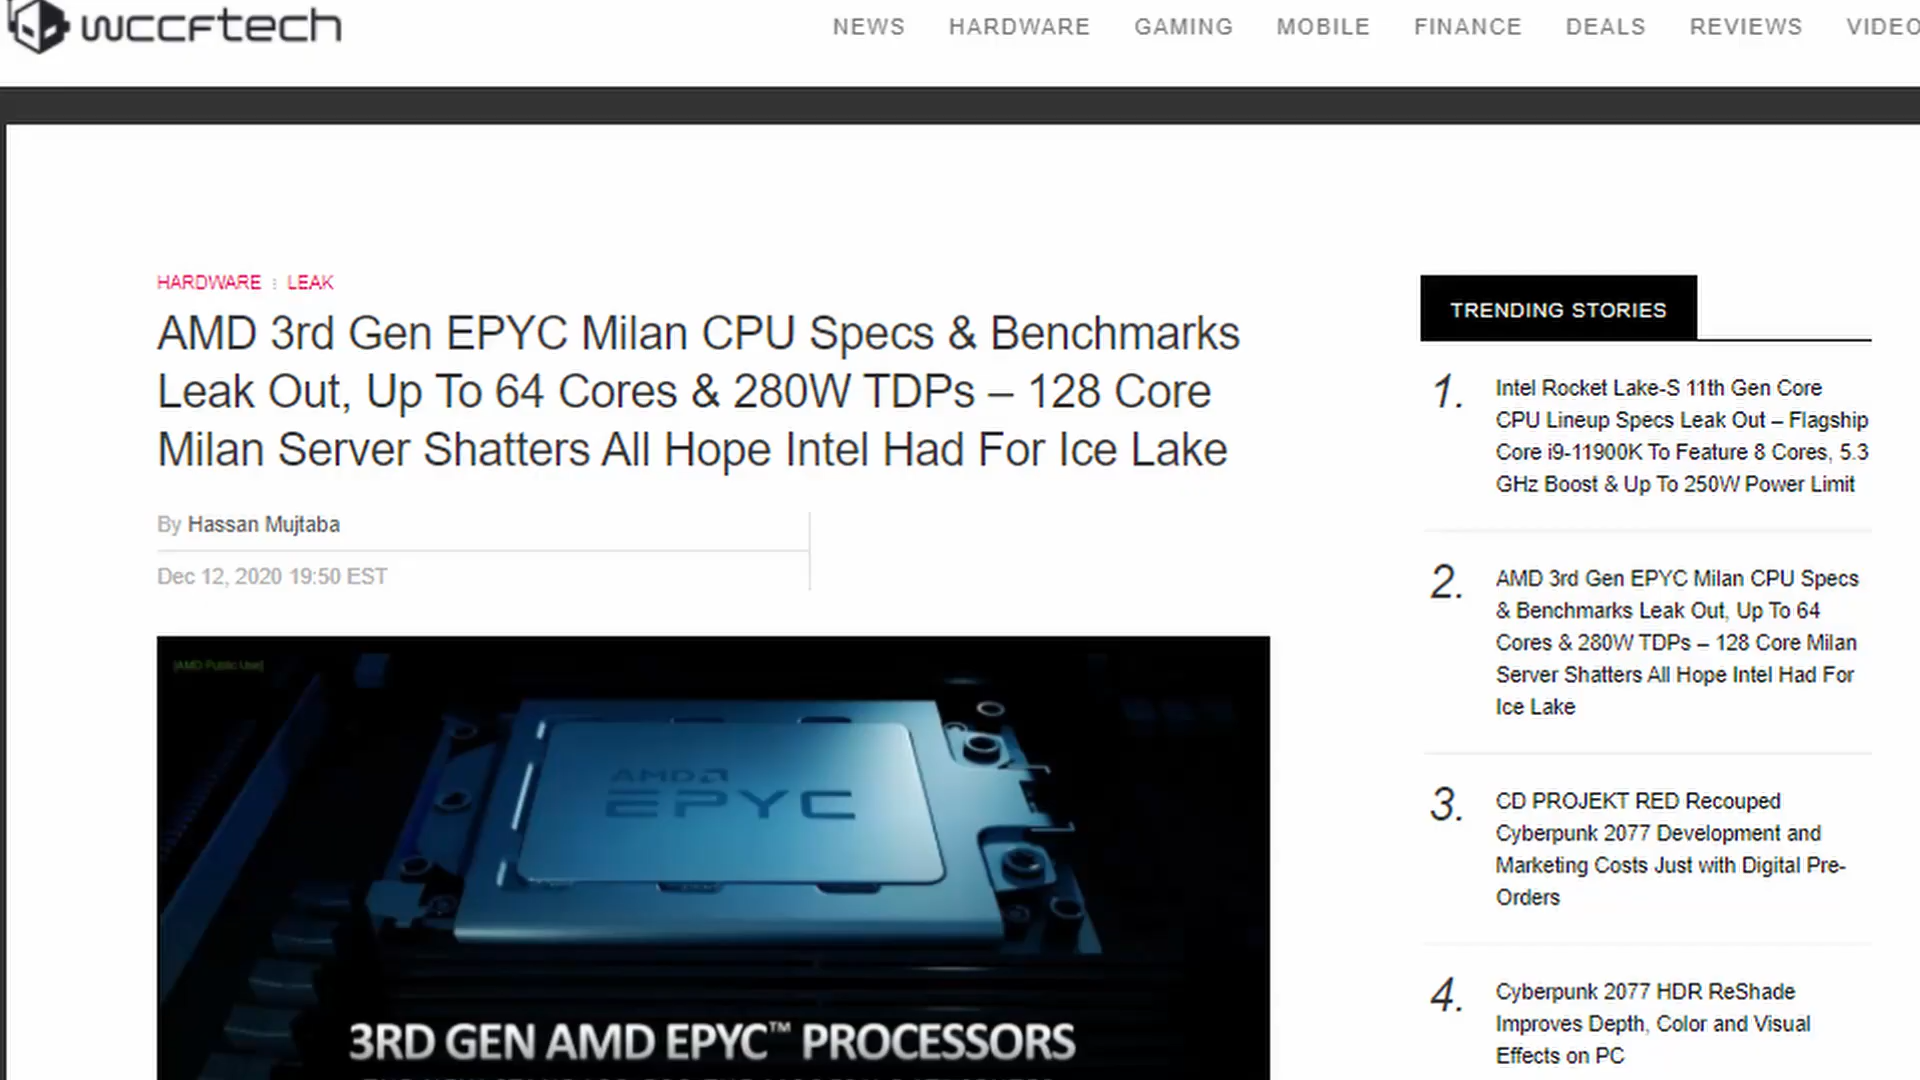 wccftech
NEWS HARDWARE GAMING MOBILE FINANCE DEALS REVIEWS VIDEO
HARDWARE LEAK
AMD 3rd Gen EPYC Milan CPU Specs & Benchmarks
Leak Out, Up To 64 Cores & 280W TDPs – 128 Core
Milan Server Shatters All Hope Intel Had For Ice Lake
By Hassan Mujtaba
Dec 12, 2020 19:50 EST
[AMD Public Use]
AMD
EPYC
3RD GEN AMD EPYC™ PROCESSORS
TRENDING STORIES
1.
Intel Rocket Lake-S 11th Gen Core
CPU Lineup Specs Leak Out – Flagship
Core i9-11900K To Feature 8 Cores, 5.3
GHz Boost & Up To 250W Power Limit
2.
AMD 3rd Gen EPYC Milan CPU Specs
& Benchmarks Leak Out, Up To 64
Cores & 280W TDPs – 128 Core Milan
Server Shatters All Hope Intel Had For
Ice Lake
3.
CD PROJEKT RED Recouped
Cyberpunk 2077 Development and
Marketing Costs Just with Digital Pre-
Orders
4.
Cyberpunk 2077 HDR ReShade
Improves Depth, Color and Visual
Effects on PC